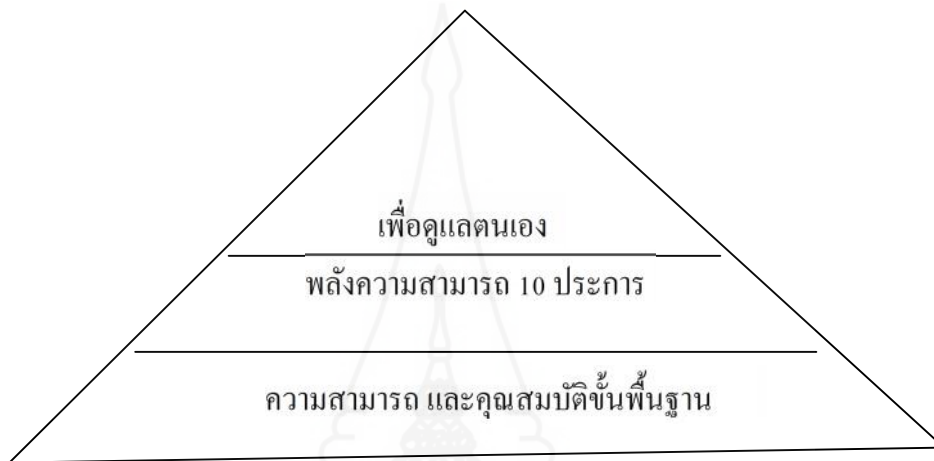 เพื่อดูแลตนเอง
พลังความสามารถ 10 ประการ
ความสามารถ และคุณสมบัติขั้นพื้นฐาน